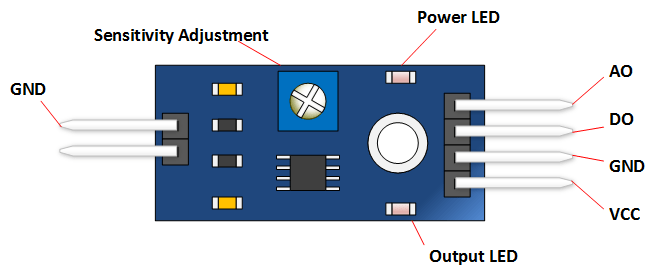 Power LED
Sensitivity Adjustment
GND
AO
DO
GND
VCC
Output LED